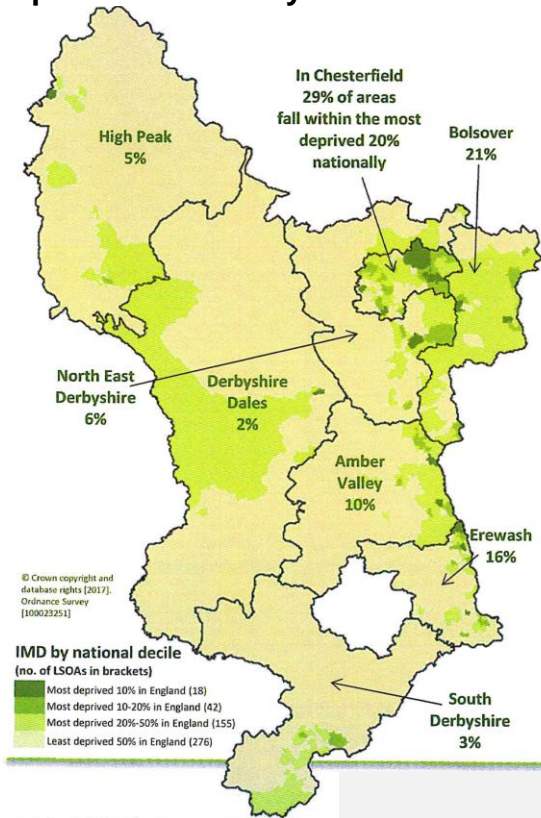 In Chesterfield
29% of areas
fall within the most
deprived 20%
nationally
Bolsover
21%
High Peak
5%
North East
Derbyshire
6%
Derbyshire
Dales
2%
Amber
Valley
10%
Erewash
16%
© Crown copyright and
database rights [2017].
Ordnance Survey
[100023251]
IMD by national decile
(no. of LSOAs in brackets)
Most deprived 10% in England (18)
Most deprived 10-20% in England (42)
Most deprived 20%-50% in England (155)
Least deprived 50% in England (276)
South
Derbyshire
3%